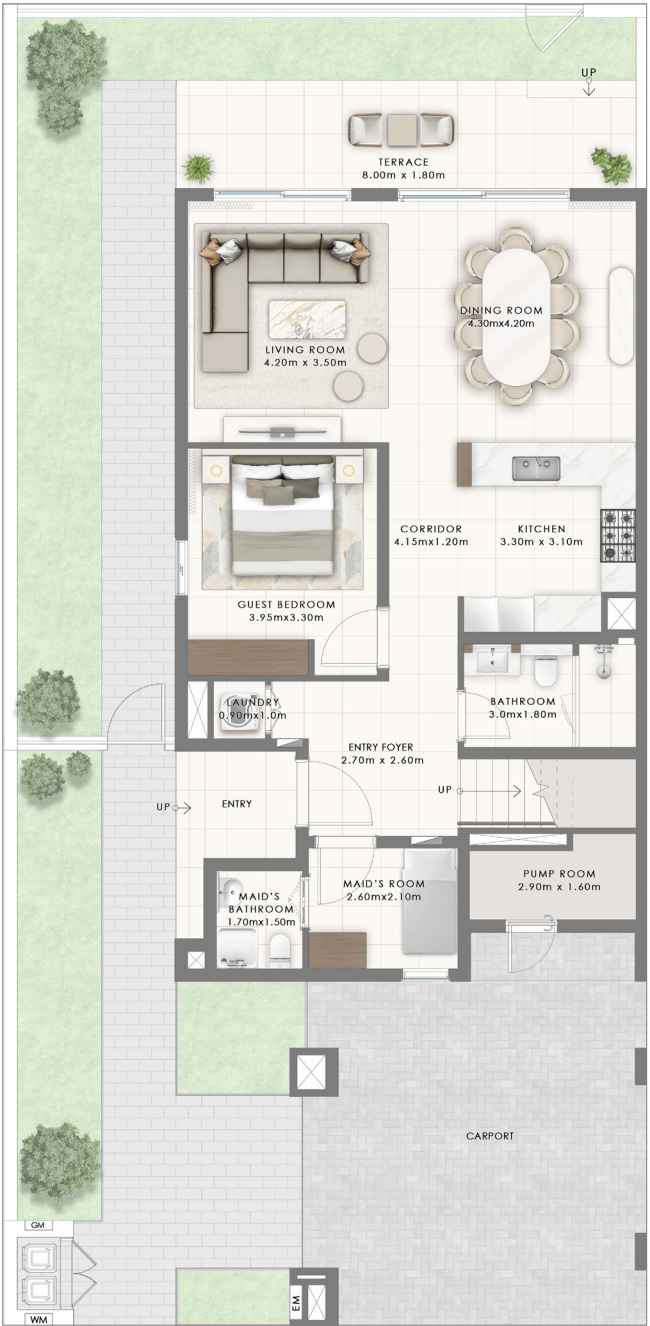 UP
TERRACE
8.00m x 1.80m
DINING ROOM
4.30mx4.20m
LIVING ROOM
4.20m x 3.50m
CORRIDOR
4.15mx1.20m
KITCHEN
3.30m x 3.10m
GUEST BEDROOM
3.95mx3.30m
LAUNDRY
0.90mx1.0m
BATHROOM
3.0mx1.80m
ENTRY FOYER
2.70m x 2.60m
UP
ENTRY
UP
PUMP ROOM
2.90m x 1.60m
MAID'S ROOM
2.60mx2.10m
MAID'S
BATHROOM
1.70mx1.50m
CARPORT
GM
EM
WM